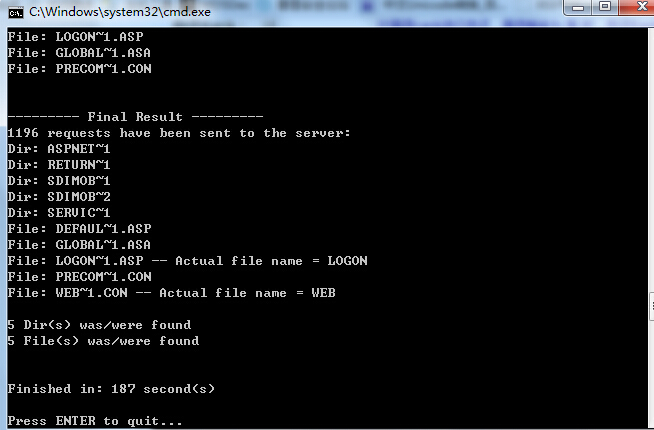 C:\Windows\system32\cmd.exe
File: LOGON~1.ASP
File: GLOBAL~1.ASA
File: PRECOM~1.CON
--------- Final Result ---------
1196 requests have been sent to the server:
Dir: ASPNET~1
Dir: RETURN~1
Dir: SDIMOB~1
Dir: SDIMOB~2
Dir: SERVIC~1
File: DEFAUL~1.ASP
File: GLOBAL~1.ASA
File: LOGON~1.ASP -- Actual file name = LOGON
File: PRECOM~1.CON
File: WEB~1.CON -- Actual file name = WEB
5 Dir(s) was/were found
5 File(s) was/were found
Finished in: 187 second(s)
Press ENTER to quit...